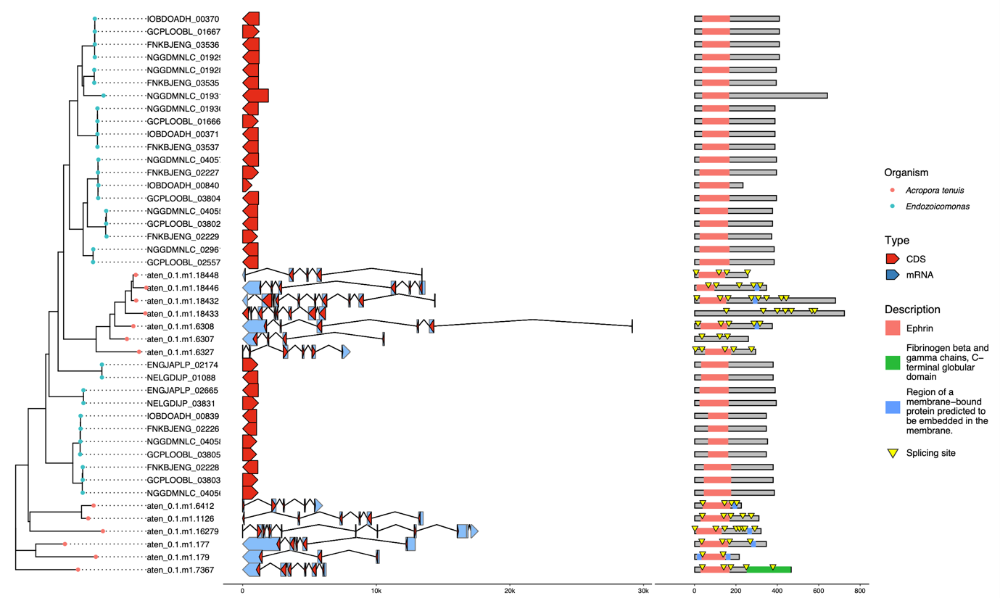 IOBDOADH_00370
GCPLOOBL_01667
FNKBJENG_03536
NGGDMNLC_0192
NGGDMNLC_0192
FNKBJENG_03535
NGGDMNLC_0193
NGGDMNLC_0193
GCPLOOBL_01666
IOBDOADH_00371
FNKBJENG_03537
NGGDMNLC_0405
FNKBJENG_02227
IOBDOADH_00840
GCPLOOBL_03804
NGGDMNLC_0405
GCPLOOBL_03802
FNKBJENG_02229
NGGDMNLC_0296
GCPLOOBL_02557
aten_0.1.m1.18448
aten_0.1.m1.18446
aten_0.1.m1.18432
aten_0.1.m1.18433
aten_0.1.m1.6308
aten_0.1.m1.6307
aten_0.1.m1.6327
ENGJAPLP_02174
NELGDIJP_01088
ENGJAPLP_02665
NELGDIJP_03831
IOBDOADH_00839
FNKBJENG_02226
NGGDMNLC_0405
GCPLOOBL_03805
FNKBJENG_02228
GCPLOOBL_03803
NGGDMNLC_0405
aten_0.1.m1.6412
aten_0.1.m1.1126
aten_0.1.m1.16279
aten_0.1.m1.177
aten_0.1.m1.179
aten_0.1.m1.7367
0 10k 20k 30k
0 200 400 600 800
Organism
Acropora tenuis
Endozoicomonas
Type
CDS
mRNA
Description
Ephrin
Fibrinogen beta and
gamma chains, C−
terminal globular
domain
Region of a
membrane−bound
protein predicted to
be embedded in the
membrane.
Splicing site